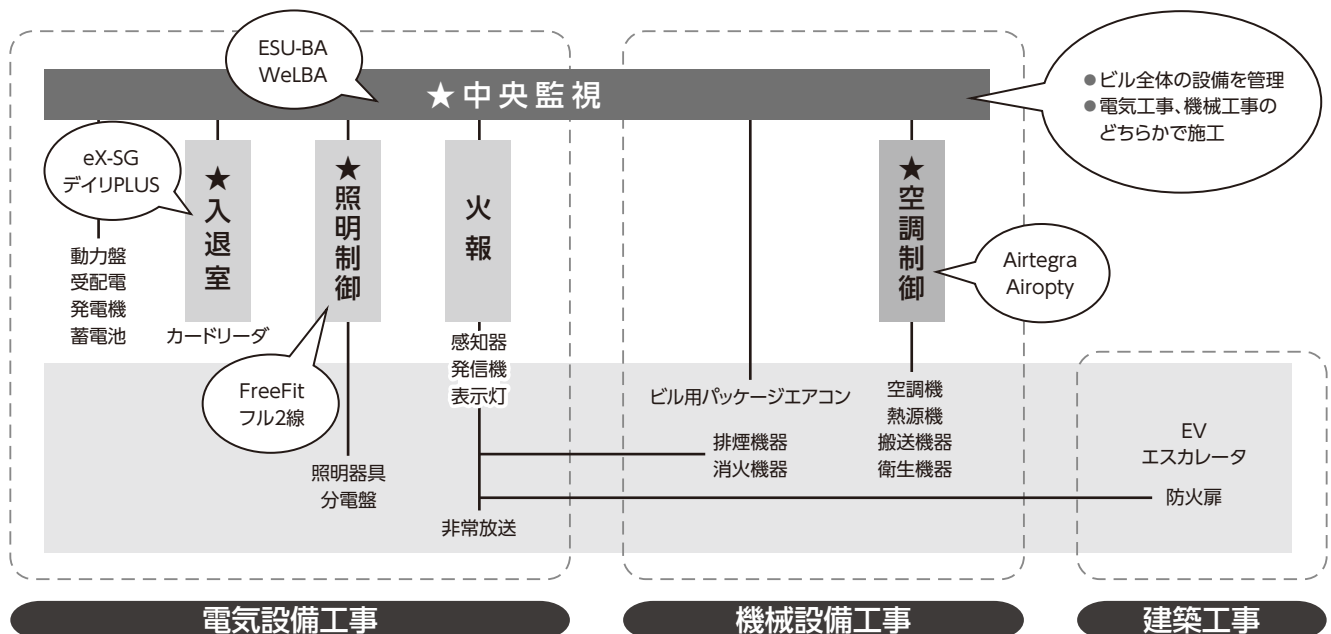 ESU-BA
WeLBA
★中央監視
●ビル全体の設備を管理
●電気工事、機械工事の
どちらかで施工
eX-SG
デイリPLUS
★入退室
★照明制御
火報
★空調制御
Airtegra
Airopty
動力盤
受配電
発電機
蓄電池
カードリーダ
FreeFit
フル2線
感知器
発信機
表示灯
照明器具
分電盤
非常放送
ビル用パッケージエアコン
排煙機器
消火機器
空調機
熱源機
搬送機器
衛生機器
EV
エスカレータ
防火扉
電気設備工事
機械設備工事
建築工事